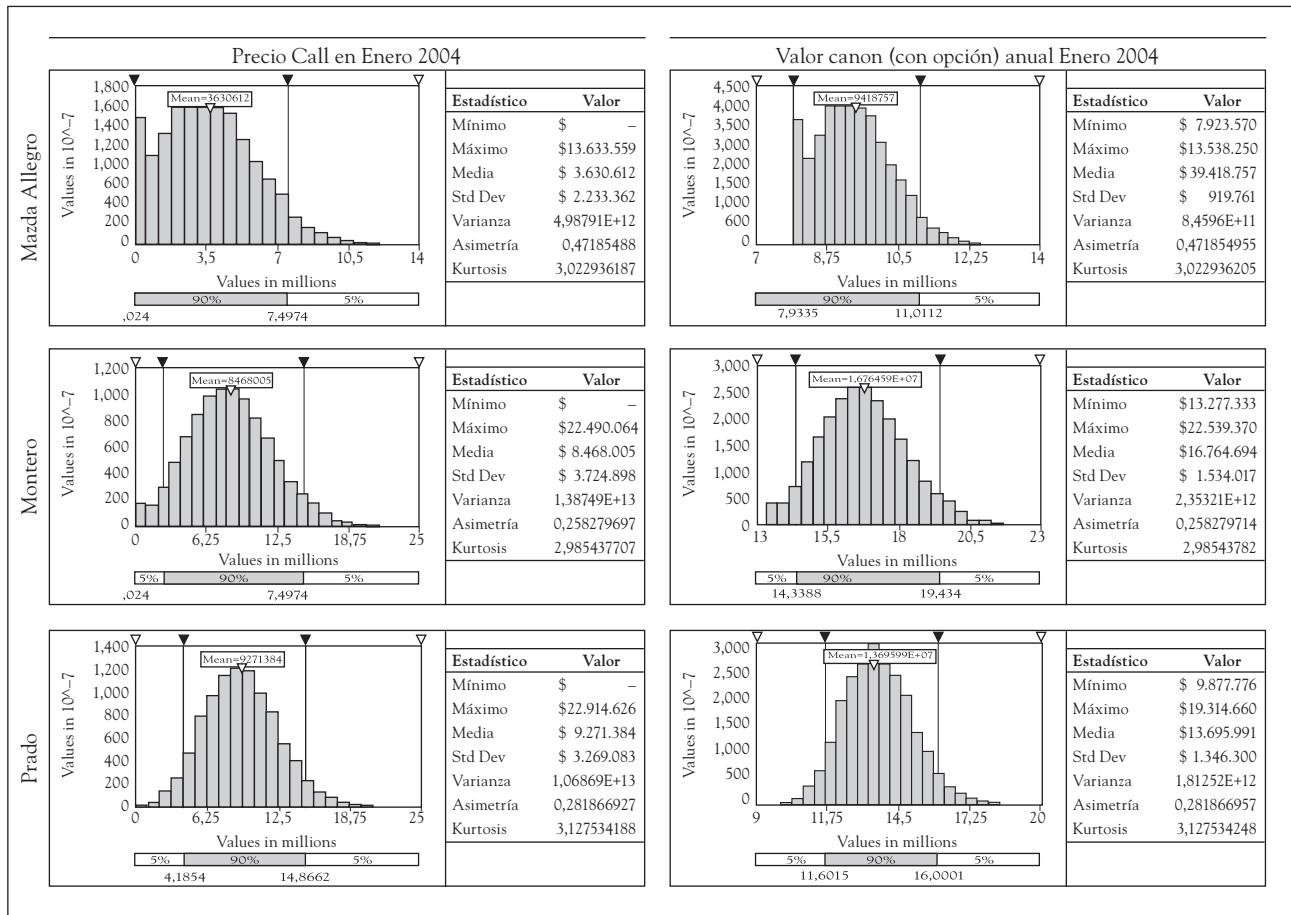 Precio Call en Enero 2004
Valor canon (con opción) anual Enero 2004
Mazda Allegro
Values in 10^–7
1,800
1,600
1,400
1,200
1,000
600
400
200
0
Mean=3630612
0 3,5 7 10,5 14
Values in millions
90% 5%
,024 7,4974
Estadístico Valor
Mínimo $ –
Máximo $13.633.559
Media $ 3.630.612
Std Dev $ 2.233.362
Varianza 4,98791E+12
Asimetría 0,47185488
Kurtosis 3,022936187
Values in 10^–7
4,500
4,000
3,500
3,000
2,500
2,000
1,500
1,000
600
0
Mean=9418757
7 8,75 10,5 12,25 14
Values in millions
90% 5%
7,9335 11,0112
Estadístico Valor
Mínimo $ 7.923.570
Máximo $13.538.250
Media $39.418.757
Std Dev $ 919.761
Varianza 8,4596E+11
Asimetría 0,471854955
Kurtosis 3,022936205
Montero
Values in 10^–7
1,200
1,000
800
600
400
200
0
Mean=8468005
0 6,25 12,5 18,75 25
Values in millions
5% 90% 5%
,024 7,4974
Estadístico Valor
Mínimo $ –
Máximo $22.490.064
Media $ 8.468.005
Std Dev $ 3.724.898
Varianza 1,38749E+13
Asimetría 0,258279697
Kurtosis 2,985437707
Values in 10^–7
3,000
2,500
2,000
1,500
1,000
500
0
Mean=1,676459E+07
13 15,5 18 20,5 23
Values in millions
5% 90% 5%
14,3388 19,434
Estadístico Valor
Mínimo $13.277.333
Máximo $22.539.370
Media $16.764.694
Std Dev $ 1.534.017
Varianza 2,35321E+12
Asimetría 0,258279714
Kurtosis 2,98543782
Prado
Values in 10^–7
1,400
1,200
1,000
800
600
400
200
0
Mean=9271384
0 6,25 12,5 18,75 25
Values in millions
5% 90% 5%
4,1854 14,8662
Estadístico Valor
Mínimo $ –
Máximo $22.914.626
Media $ 9.271.384
Std Dev $ 3.269.083
Varianza 1,06869E+13
Asimetría 0,281866927
Kurtosis 3,127534188
Values in 10^–7
3,000
2,500
2,000
1,500
1,000
0,500
0
Mean=1,369599E+07
9 11,75 14,5 17,25 20
Values in millions
5% 90% 5%
11,6015 16,0001
Estadístico Valor
Mínimo $ 9.877.776
Máximo $19.314.660
Media $13.695.991
Std Dev $ 1.346.300
Varianza 1,81252E+12
Asimetría 0,281866957
Kurtosis 3,127534248